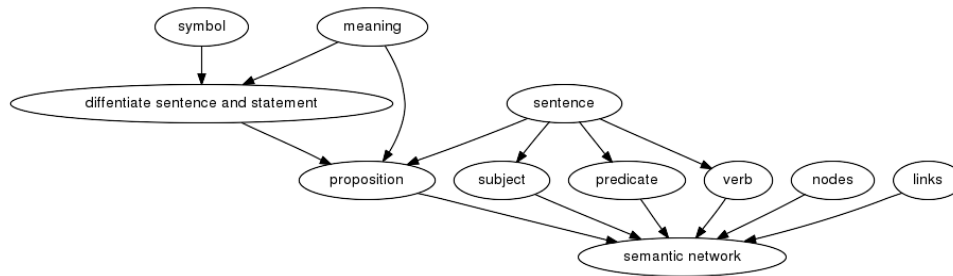 symbol
meaning
diffentiate sentence and statement
sentence
proposition
subject
predicate
verb
nodes
links
semantic network